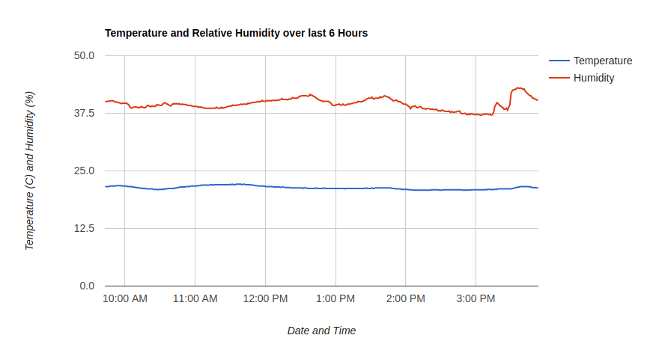 Temperature and Relative Humidity over last 6 Hours
50.0
37.5
25.0
12.5
0.0
Temperature (C) and Humidity (%)
10:00 AM 11:00 AM 12:00 PM 1:00 PM 2:00 PM 3:00 PM
Date and Time
Temperature
Humidity